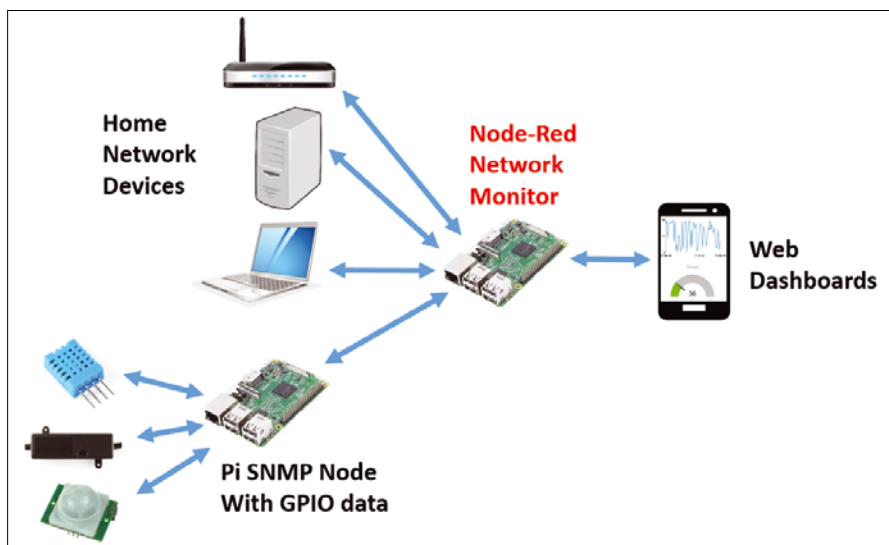 Home
Network
Devices
Node-Red
Network
Monitor
Web
Dashboards
Pi SNMP Node
With GPIO data